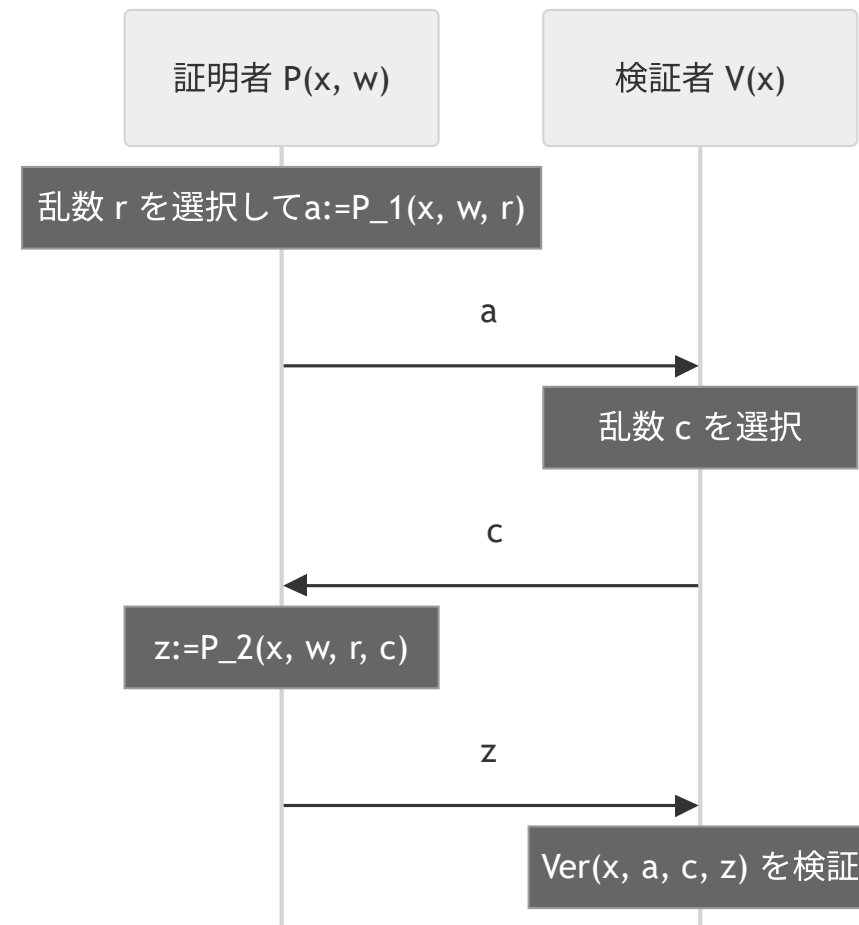 証明者 P(x, w)
検証者 V(x)
乱数 r を選択してa:=P_1(x, w, r)
a
乱数 c を選択
c
z:=P_2(x, w, r, c)
z
Ver(x, a, c, z) を検証